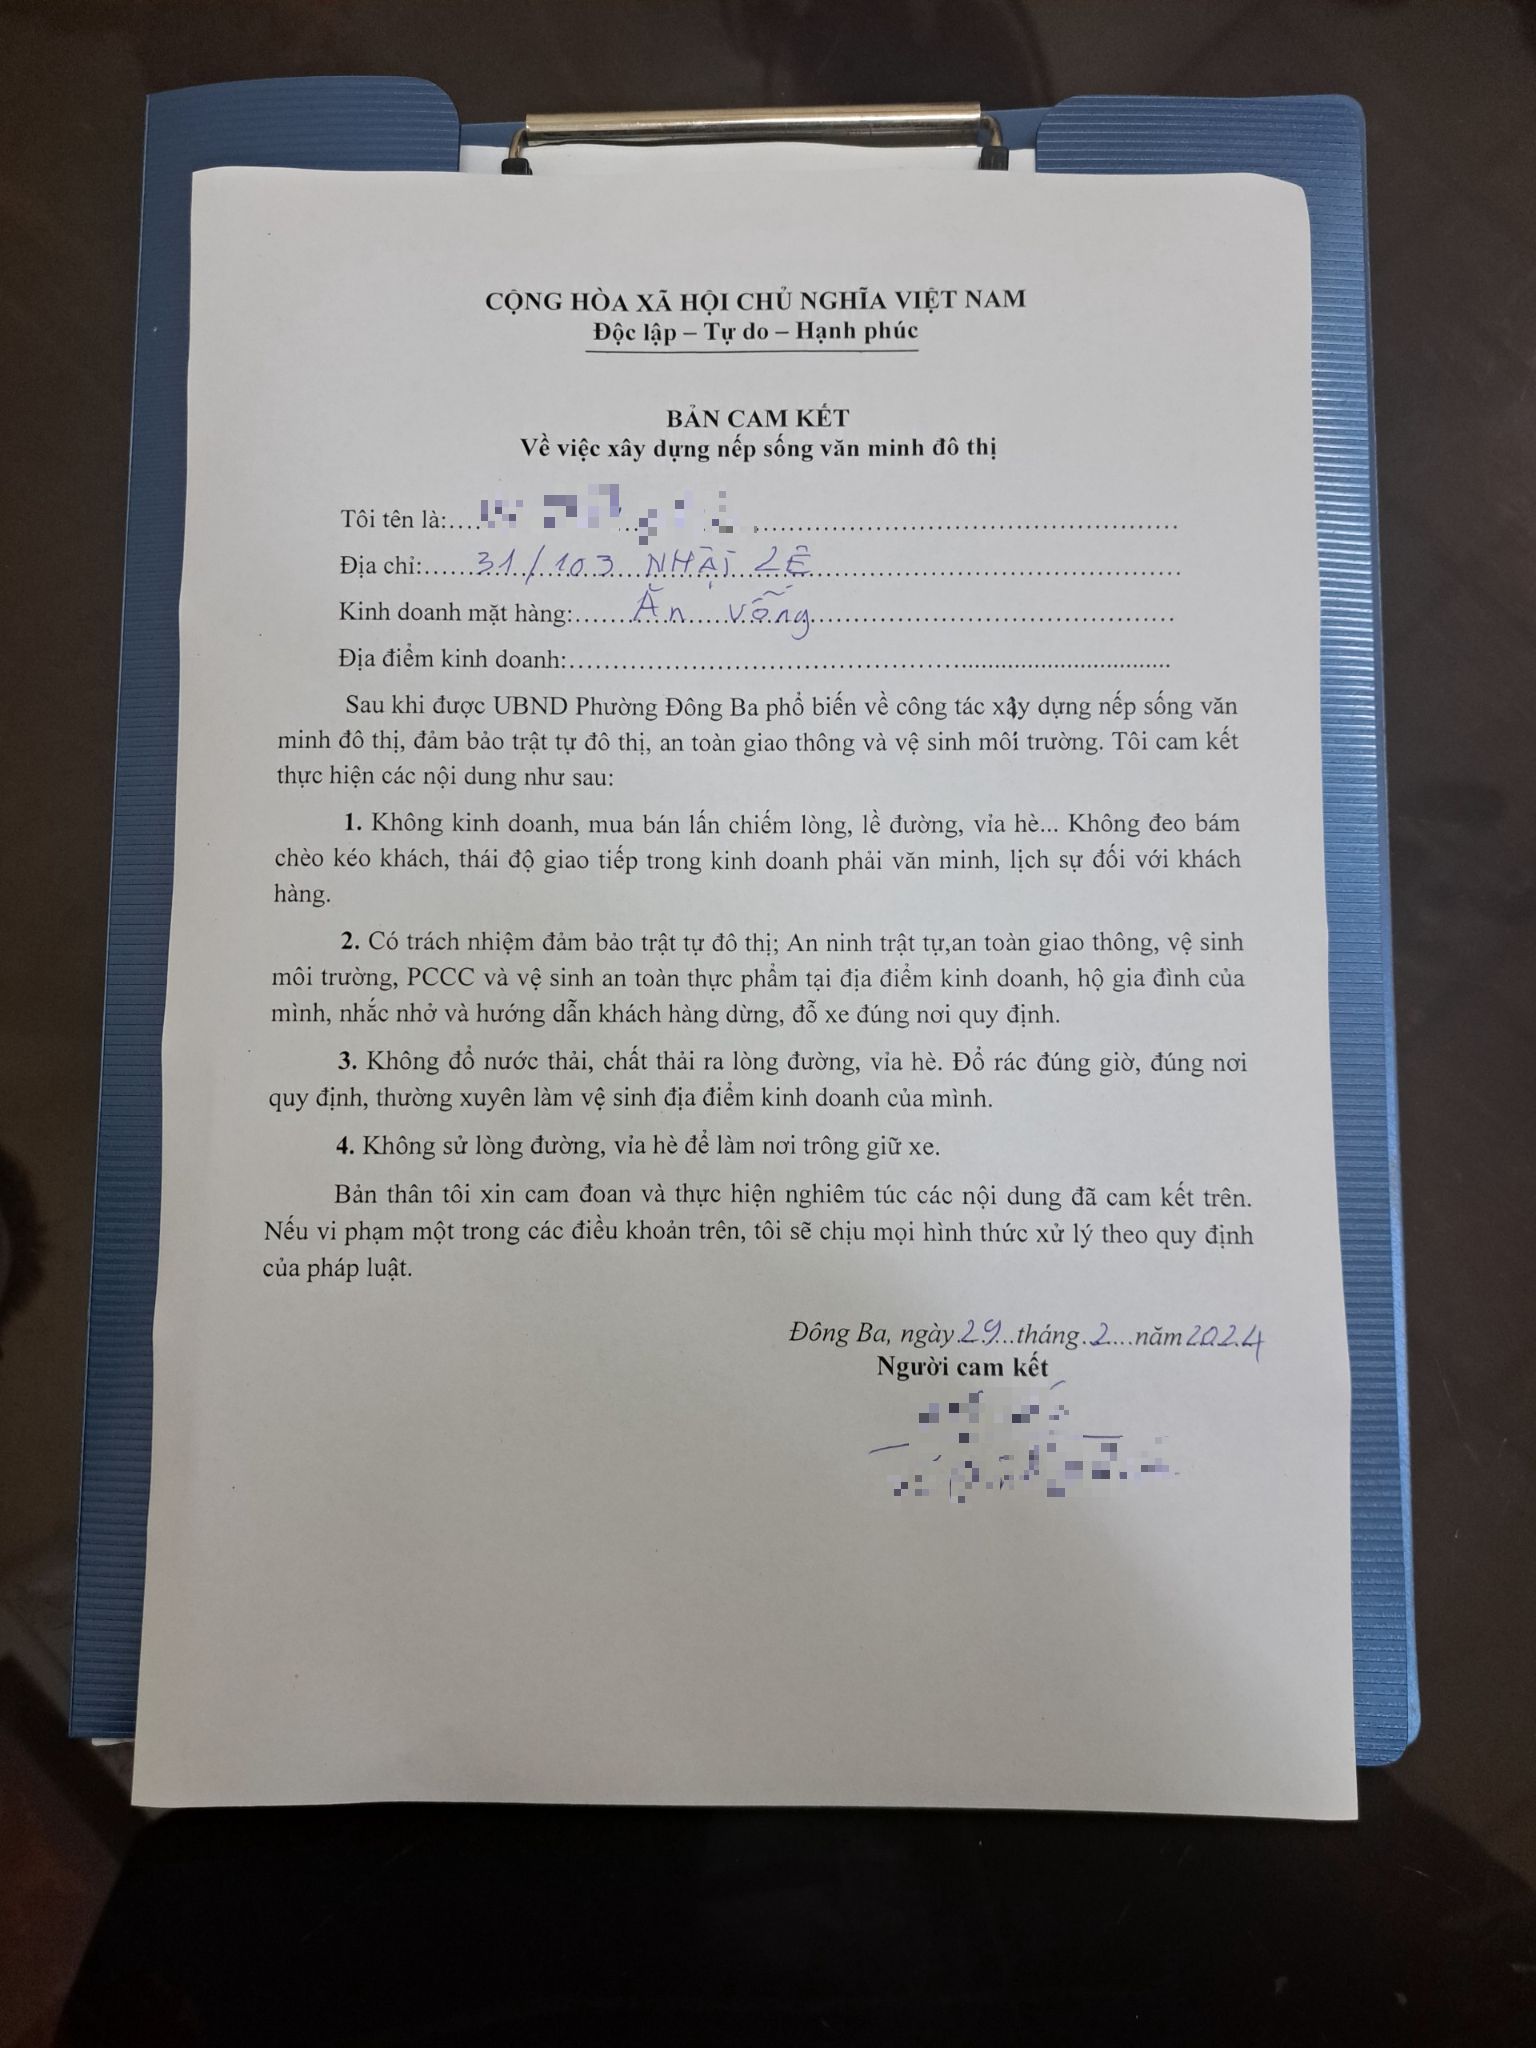 CỘNG HÒA XÃ HỘI CHỦ NGHĨA VIỆT NAM
Độc lập – Tự do – Hạnh phúc
BẢN CAM KẾT
Về việc xây dựng nếp sống văn minh đô thị
Tôi tên là:
Địa chỉ: 31/103 NHẬT LỆ
Kinh doanh mặt hàng: Ăn vống
Địa điểm kinh doanh:
Sau khi được UBND Phường Đông Ba phổ biến về công tác xây dựng nếp sống văn
minh đô thị, đảm bảo trật tự đô thị, an toàn giao thông và vệ sinh môi trường. Tôi cam kết
thực hiện các nội dung như sau:
1. Không kinh doanh, mua bán lấn chiếm lòng, lề đường, vỉa hè... Không đeo bám
chèo kéo khách, thái độ giao tiếp trong kinh doanh phải văn minh, lịch sự đối với khách
hàng.
2. Có trách nhiệm đảm bảo trật tự đô thị; An ninh trật tự,an toàn giao thông, vệ sinh
môi trường, PCCC và vệ sinh an toàn thực phẩm tại địa điểm kinh doanh, hộ gia đình của
mình, nhắc nhở và hướng dẫn khách hàng dừng, đỗ xe đúng nơi quy định.
3. Không đổ nước thải, chất thải ra lòng đường, vỉa hè. Đổ rác đúng giờ, đúng nơi
quy định, thường xuyên làm vệ sinh địa điểm kinh doanh của mình.
4. Không sử lòng đường, vỉa hè để làm nơi trông giữ xe.
Bản thân tôi xin cam đoan và thực hiện nghiêm túc các nội dung đã cam kết trên.
Nếu vi phạm một trong các điều khoản trên, tôi sẽ chịu mọi hình thức xử lý theo quy định
của pháp luật.
Đông Ba, ngày 29 tháng 2 năm 2024
Người cam kết